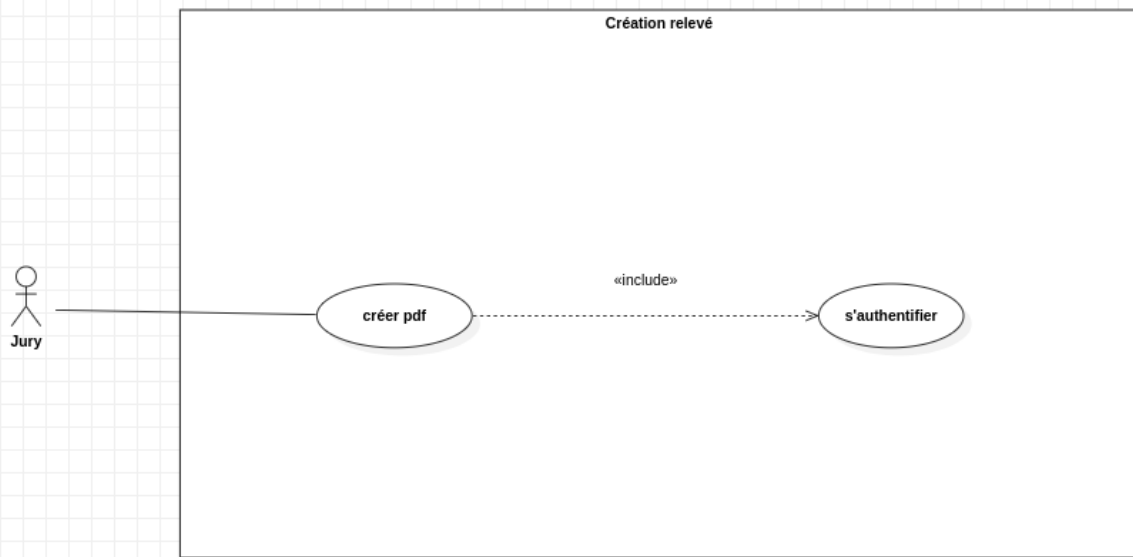 Création relevé
«include»
créer pdf
s'authentifier
Jury